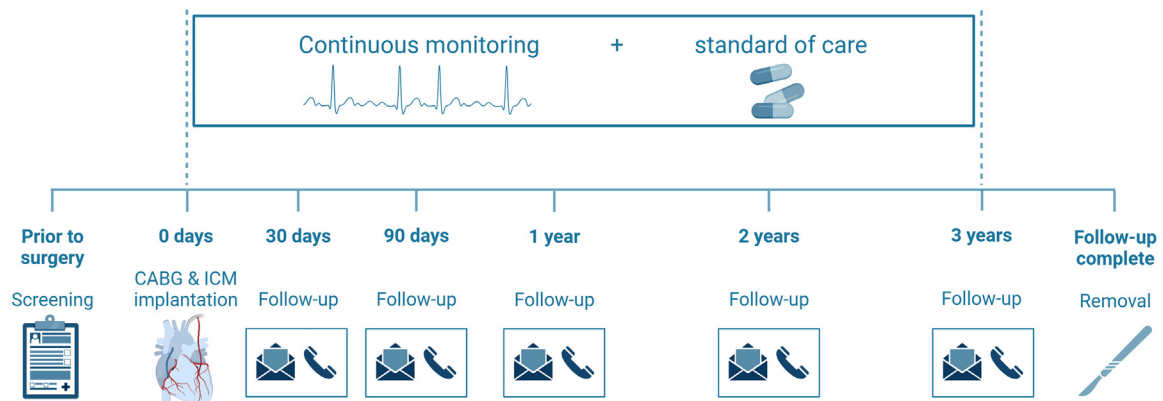 Continuous monitoring + standard of care
Prior to
surgery
0 days
30 days
90 days
1 year
2 years
3 years
Follow-up
complete
Screening
CABG & ICM
implantation
Follow-up
Follow-up
Follow-up
Follow-up
Follow-up
Removal